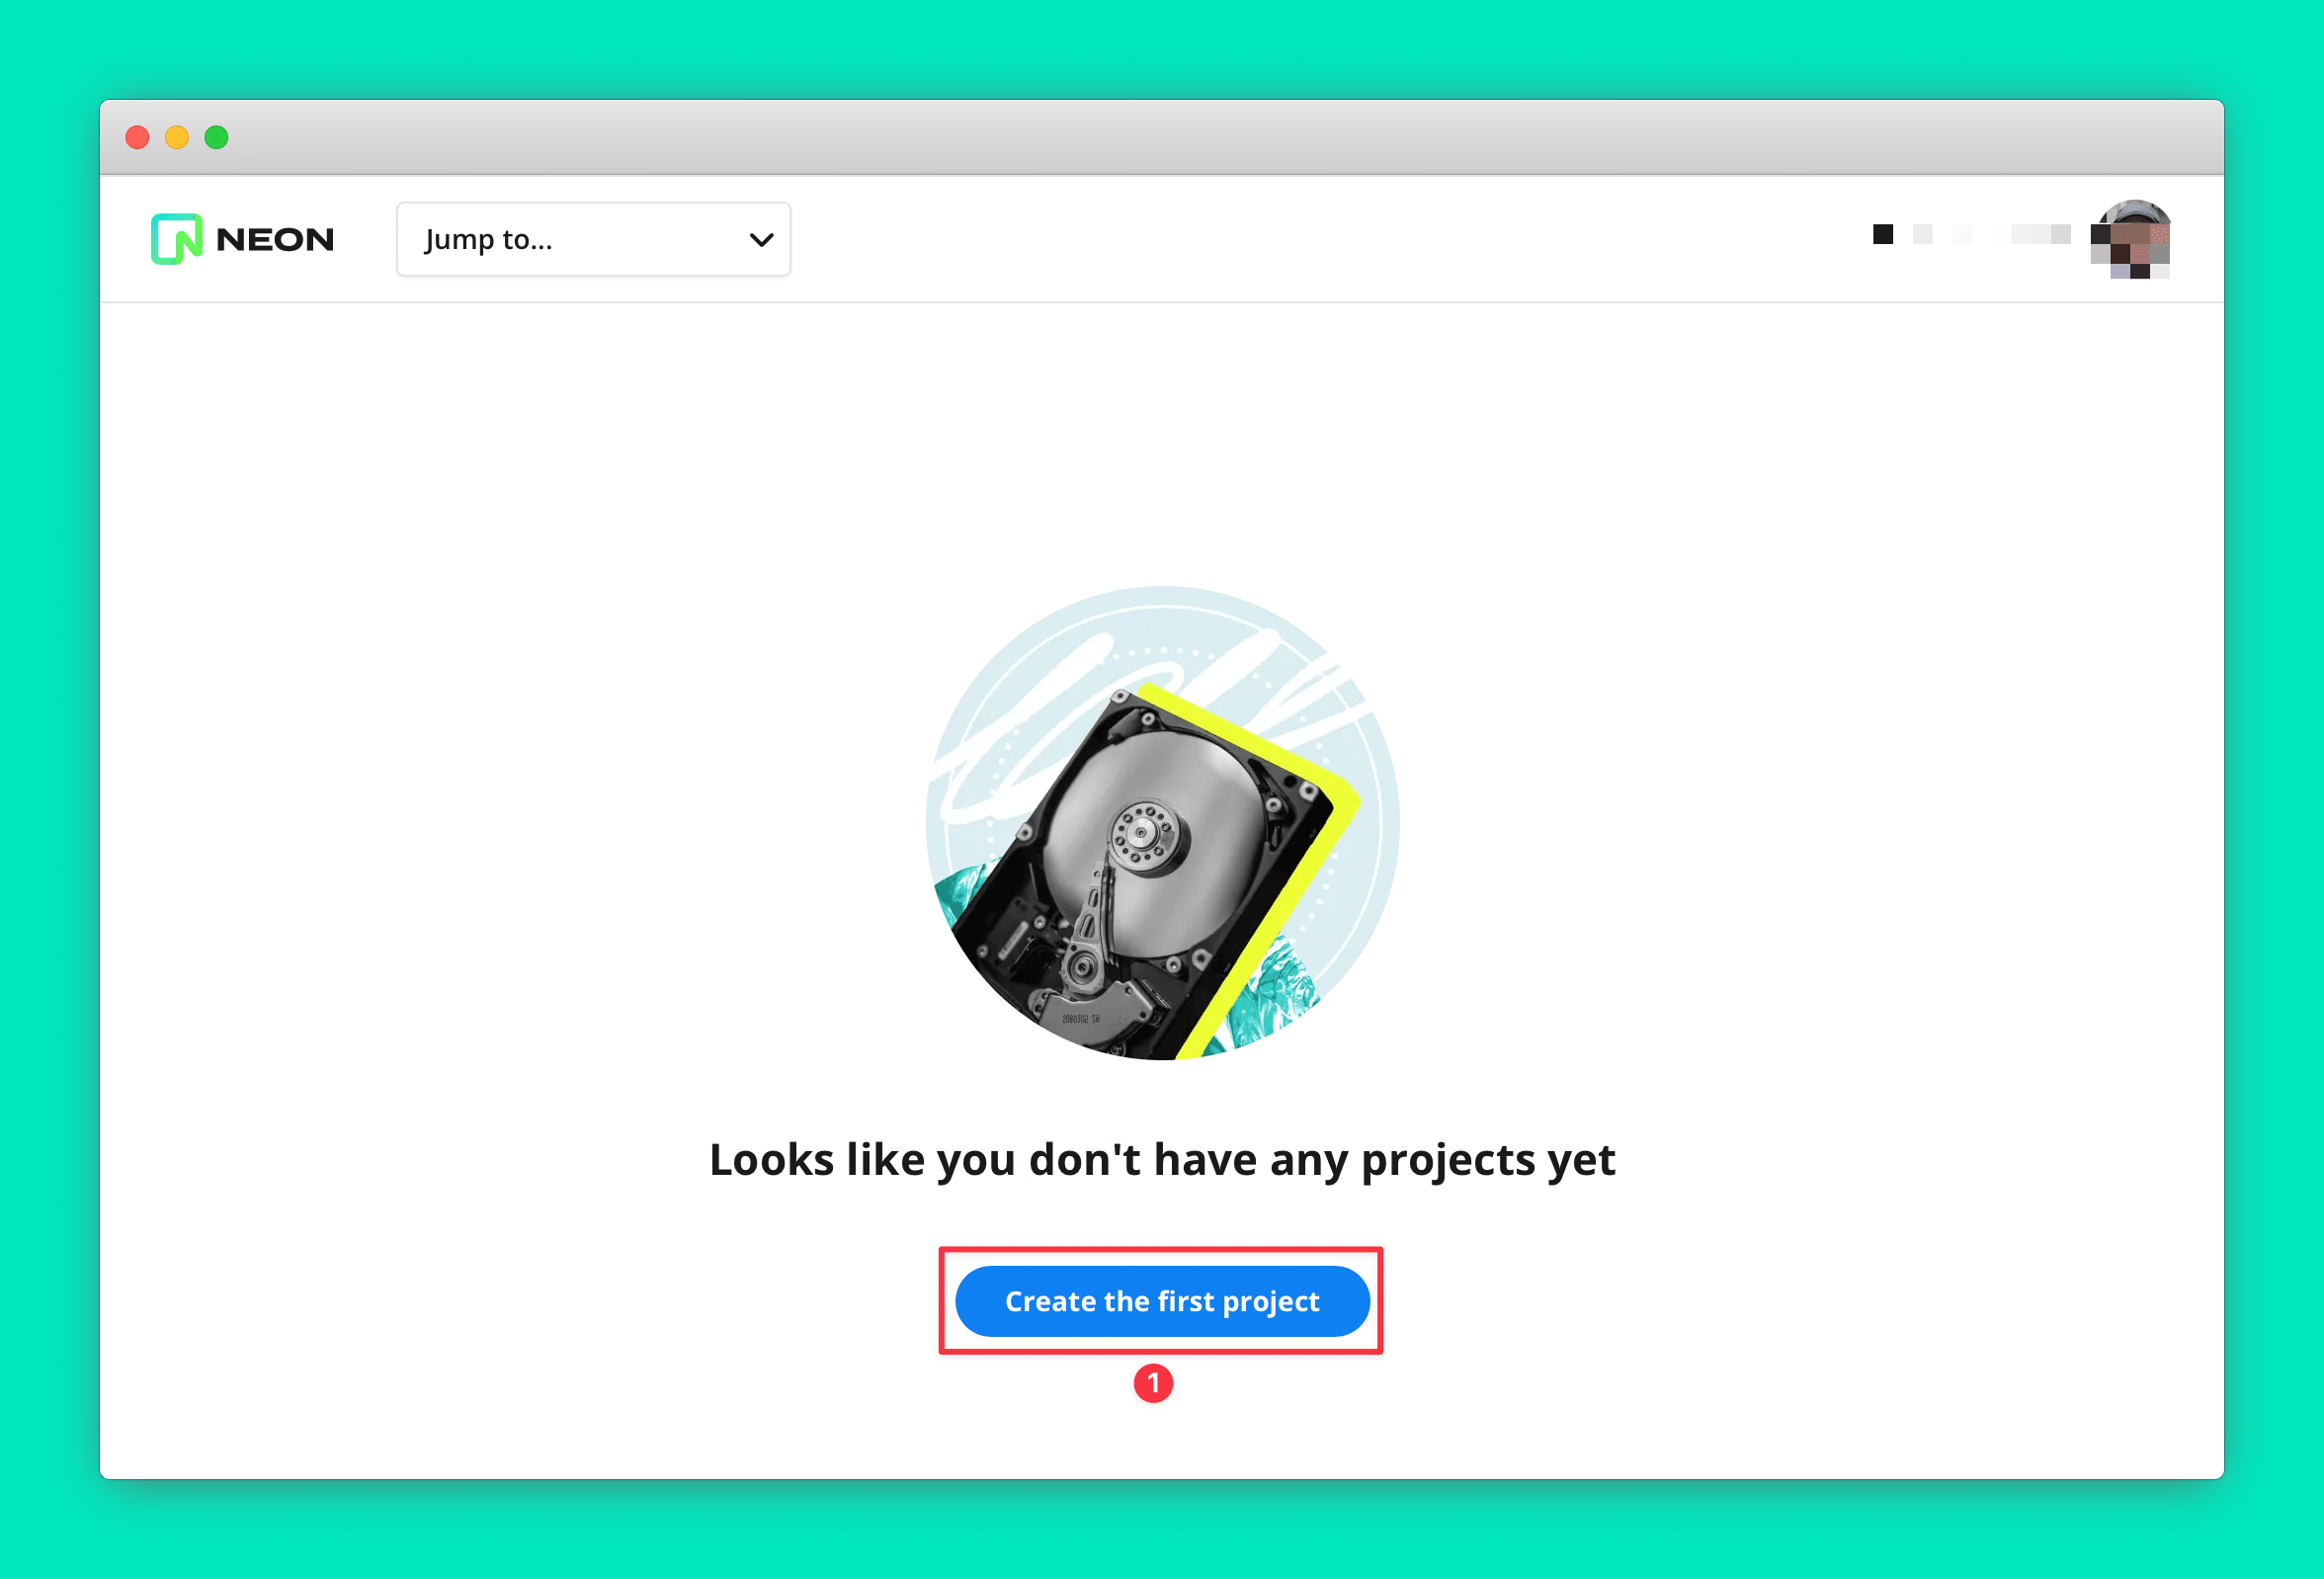 NEON
Jump to...
Looks like you don't have any projects yet
Create the first project
1